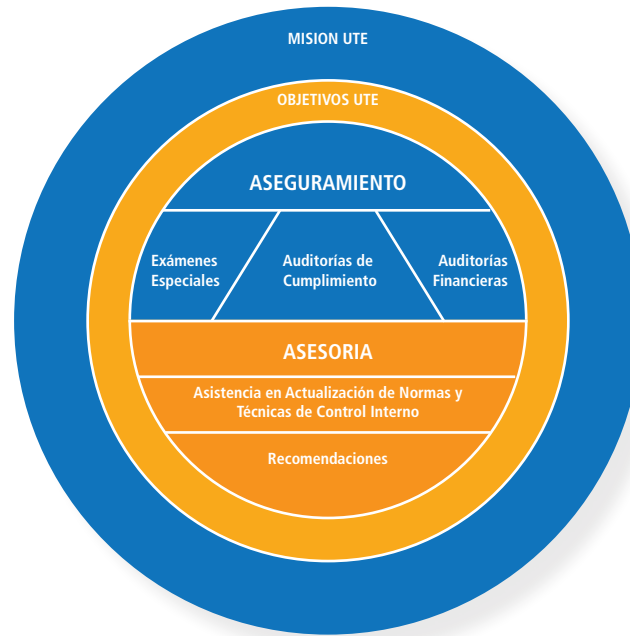 MISION UTE
OBJETIVOS UTE
ASEGURAMIENTO
Exámenes
Especiales
Auditorías de
Cumplimiento
Auditorías
Financieras
ASESORIA
Asistencia en Actualización de Normas y
Técnicas de Control Interno
Recomendaciones